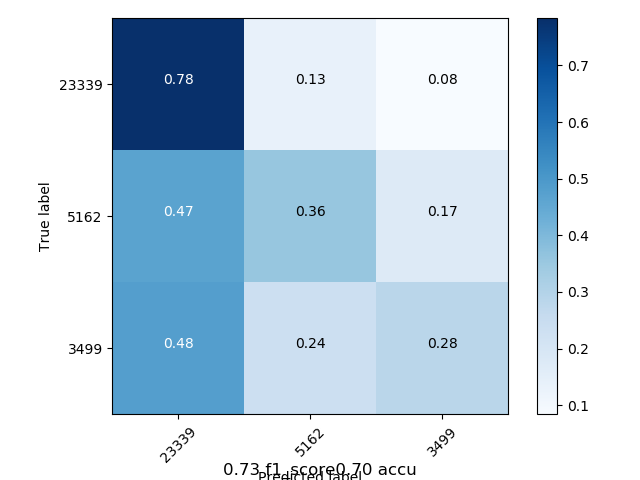 23339 0.78 0.13 0.08
5162 0.47 0.36 0.17
3499 0.48 0.24 0.28
True label
23339 5162 3499
Predicted label
0.73 f1_score0.70 accu
0.7
0.6
0.5
0.4
0.3
0.2
0.1